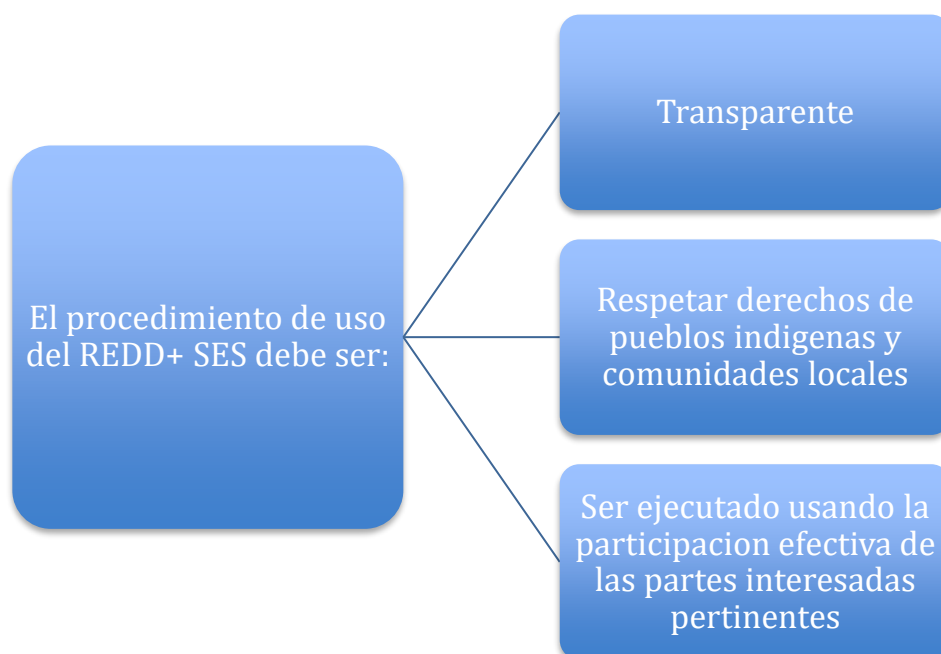 El procedimiento de uso
del REDD+ SES debe ser:
Transparente
Respetar derechos de
pueblos indigenas y
comunidades locales
Ser ejecutado usando la
participacion efectiva de
las partes interesadas
pertinentes